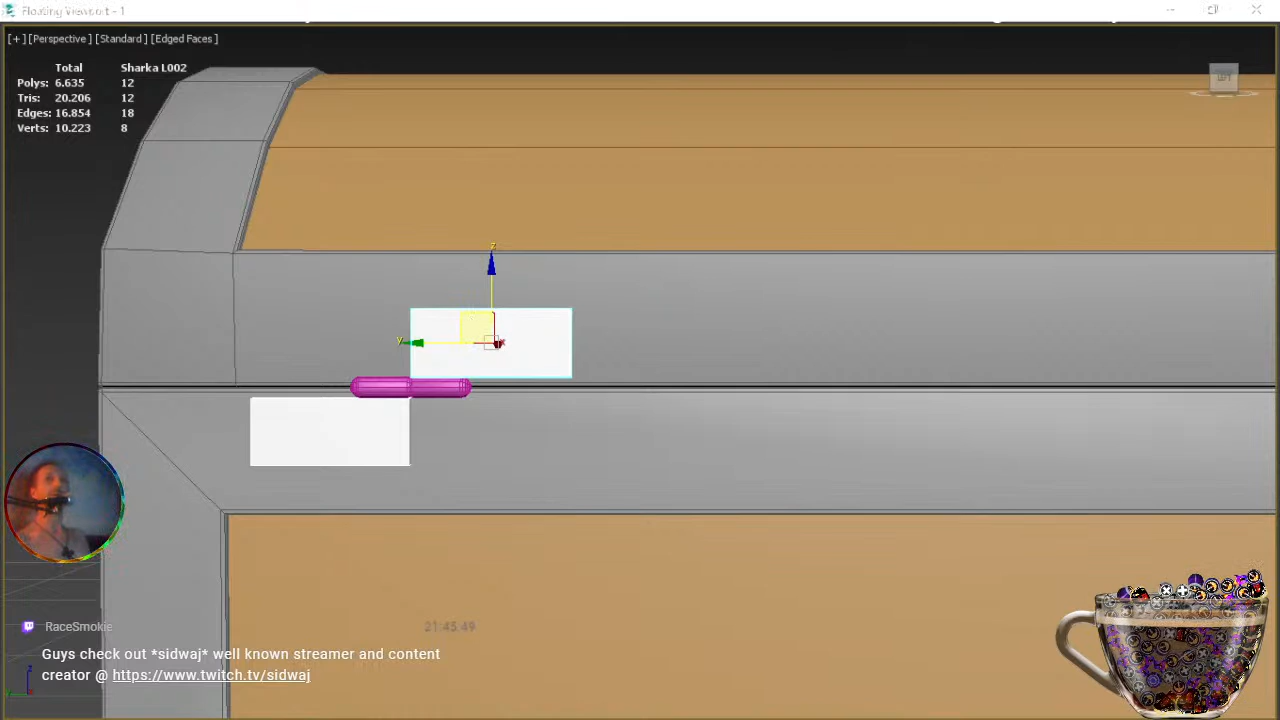 Floating Viewport - 1
[+] [Perspective] [Standard] [Edged Faces]
Total Sharka L002
Polys: 6.635 12
Tris: 20.206 12
Edges: 16.854 18
Verts: 10.223 8
z
y
x
RaceSmokie
21:45:49
Guys check out *sidwaj* well known streamer and content
creator @ https://www.twitch.tv/sidwaj
z